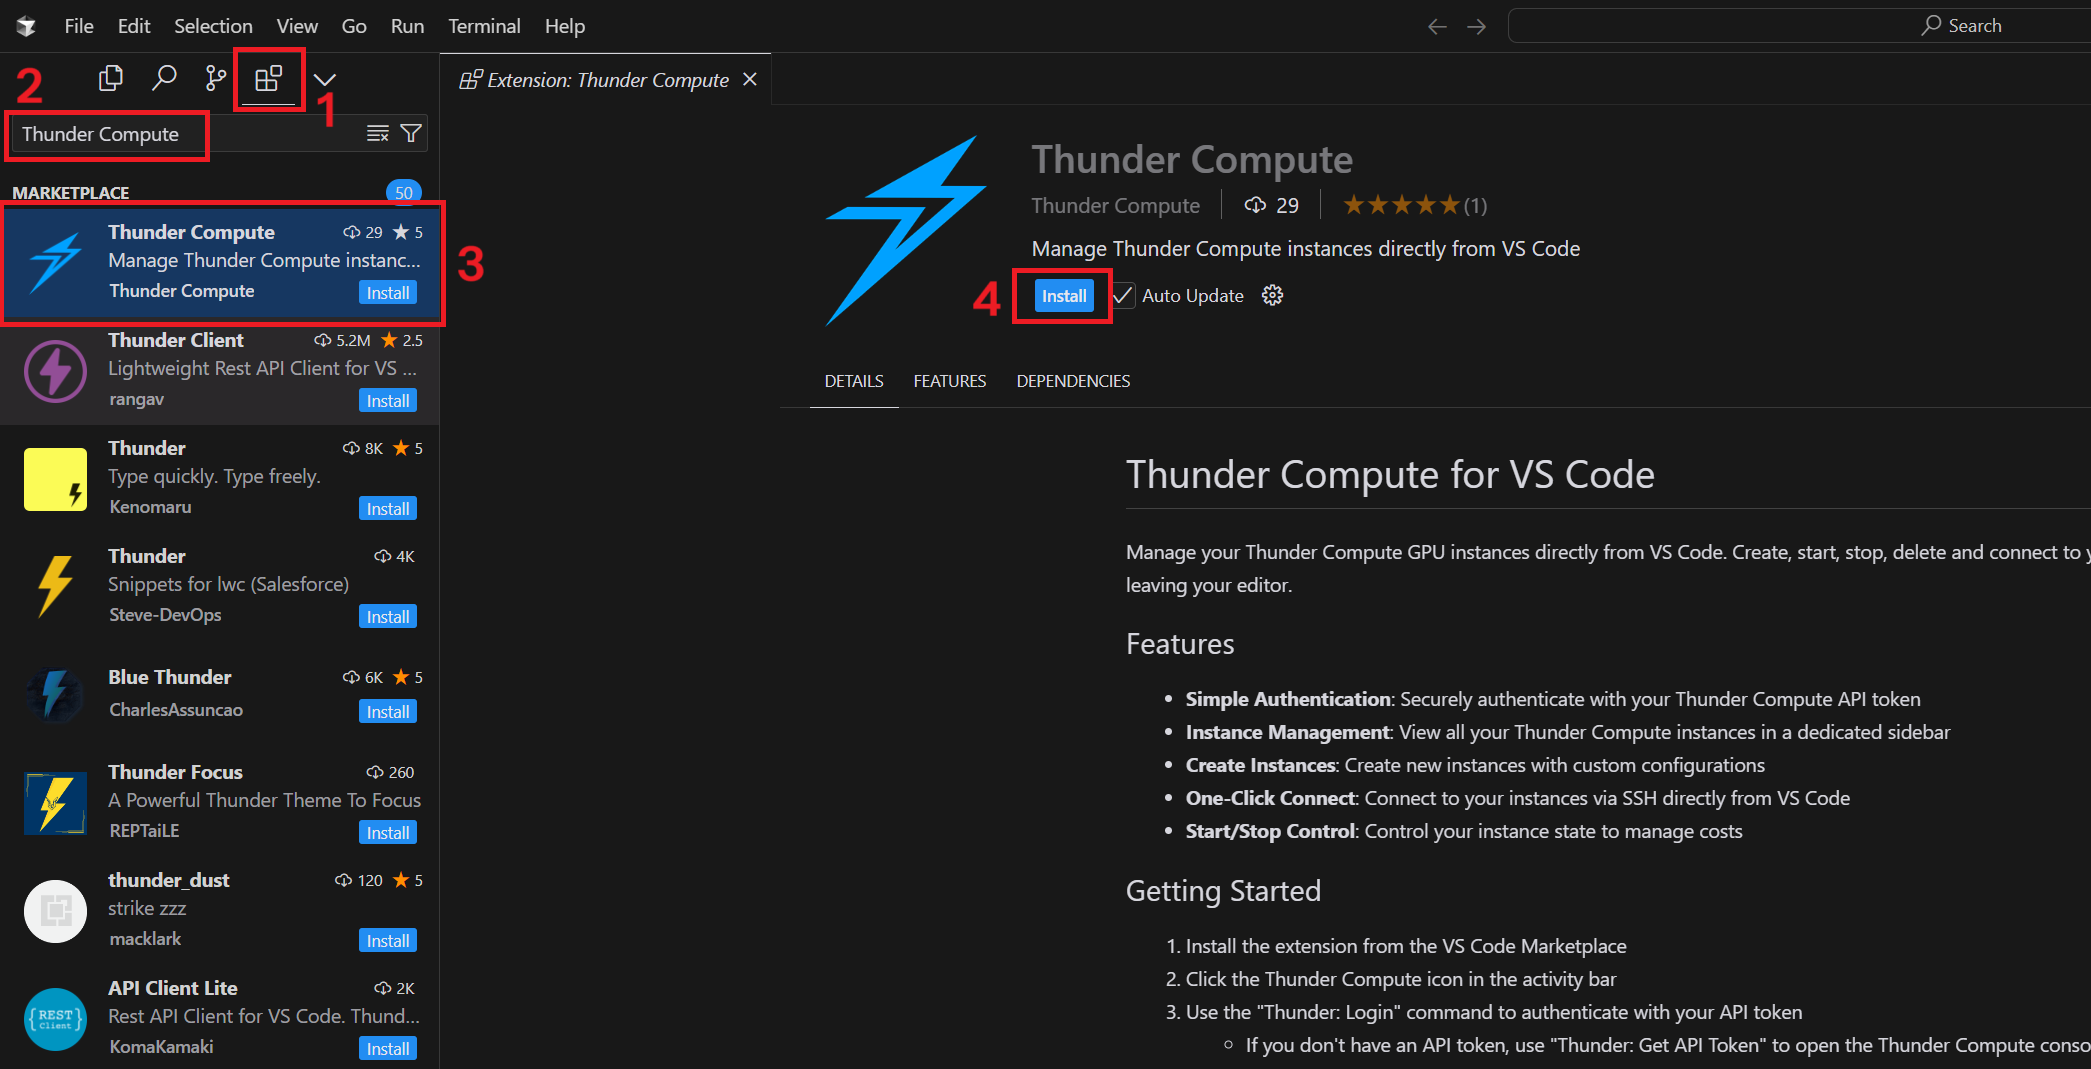 File Edit Selection View Go Run Terminal Help
Search
2
1
Thunder Compute
MARKETPLACE 50
Thunder Compute 29 5
Manage Thunder Compute instanc...
Thunder Compute Install
3
Thunder Client 5.2M 2.5
Lightweight Rest API Client for VS ...
rangav Install
Thunder 8K 5
Type quickly. Type freely.
Kenomaru Install
Thunder 4K
Snippets for lwc (Salesforce)
Steve-DevOps Install
Blue Thunder 6K 5
CharlesAssuncao Install
Thunder Focus 260
A Powerful Thunder Theme To Focus
REPTaiLE Install
thunder_dust 120 5
strike zzz
macklark Install
{REST}
Client
API Client Lite 2K
Rest API Client for VS Code. Thund...
KomaKamaki Install
Extension: Thunder Compute
Thunder Compute
Thunder Compute 29 (1)
Manage Thunder Compute instances directly from VS Code
4 Install Auto Update
DETAILS FEATURES DEPENDENCIES
Thunder Compute for VS Code
Manage your Thunder Compute GPU instances directly from VS Code. Create, start, stop, delete and connect to y
leaving your editor.
Features
• Simple Authentication: Securely authenticate with your Thunder Compute API token
• Instance Management: View all your Thunder Compute instances in a dedicated sidebar
• Create Instances: Create new instances with custom configurations
• One-Click Connect: Connect to your instances via SSH directly from VS Code
• Start/Stop Control: Control your instance state to manage costs
Getting Started
1. Install the extension from the VS Code Marketplace
2. Click the Thunder Compute icon in the activity bar
3. Use the "Thunder: Login" command to authenticate with your API token
If you don't have an API token, use "Thunder: Get API Token" to open the Thunder Compute conso